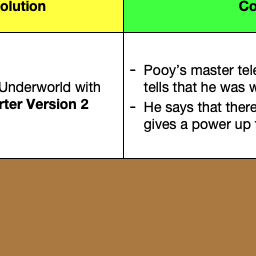 olution
Co
Underworld with
rter Version 2
- Pooy's master tele
tells that he was w
- He says that there
gives a power up